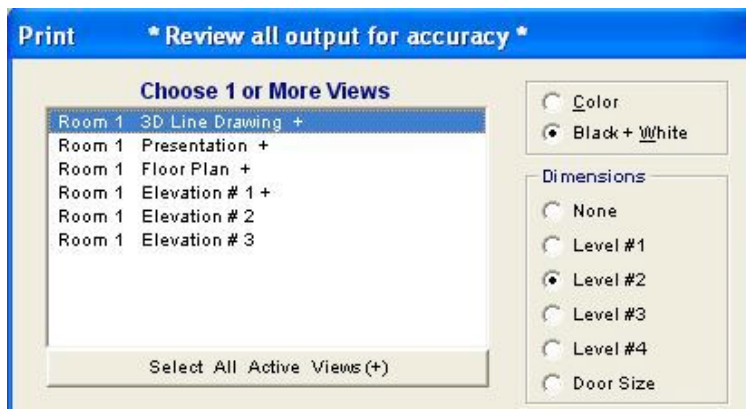 Print * Review all output for accuracy *
Choose 1 or More Views
Room 1 3D Line Drawing +
Room 1 Presentation +
Room 1 Floor Plan +
Room 1 Elevation # 1 +
Room 1 Elevation # 2
Room 1 Elevation # 3
Select All Active Views (+)
Color
Black + White
Dimensions
None
Level #1
Level #2
Level #3
Level #4
Door Size